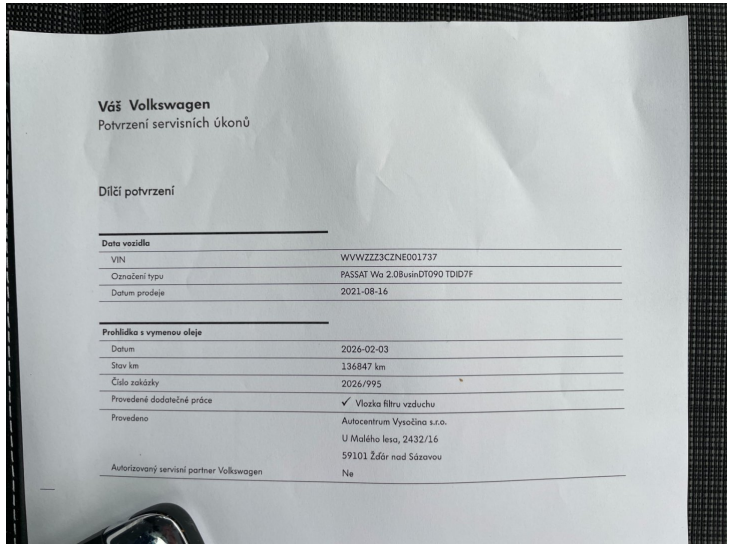 Váš Volkswagen
Potvrzení servisních úkonů
Dílčí potvrzení
Data vozidla
VIN WVWZZZ3CZNE001737
Označení typu PASSAT Wa 2.0BusinDT090 TDID7F
Datum prodeje 2021-08-16
Prohlidka s vymenou oleje
Datum 2026-02-03
Stav km 136847 km
Číslo zakázky 2026/995
Provedené dodatečné práce ✓ Vlozka filtru vzduchu
Provedeno Autocentrum Vysočina s.r.o.
U Malého lesa, 2432/16
59101 Žďár nad Sázavou
Autorizovaný servisní partner Volkswagen Ne